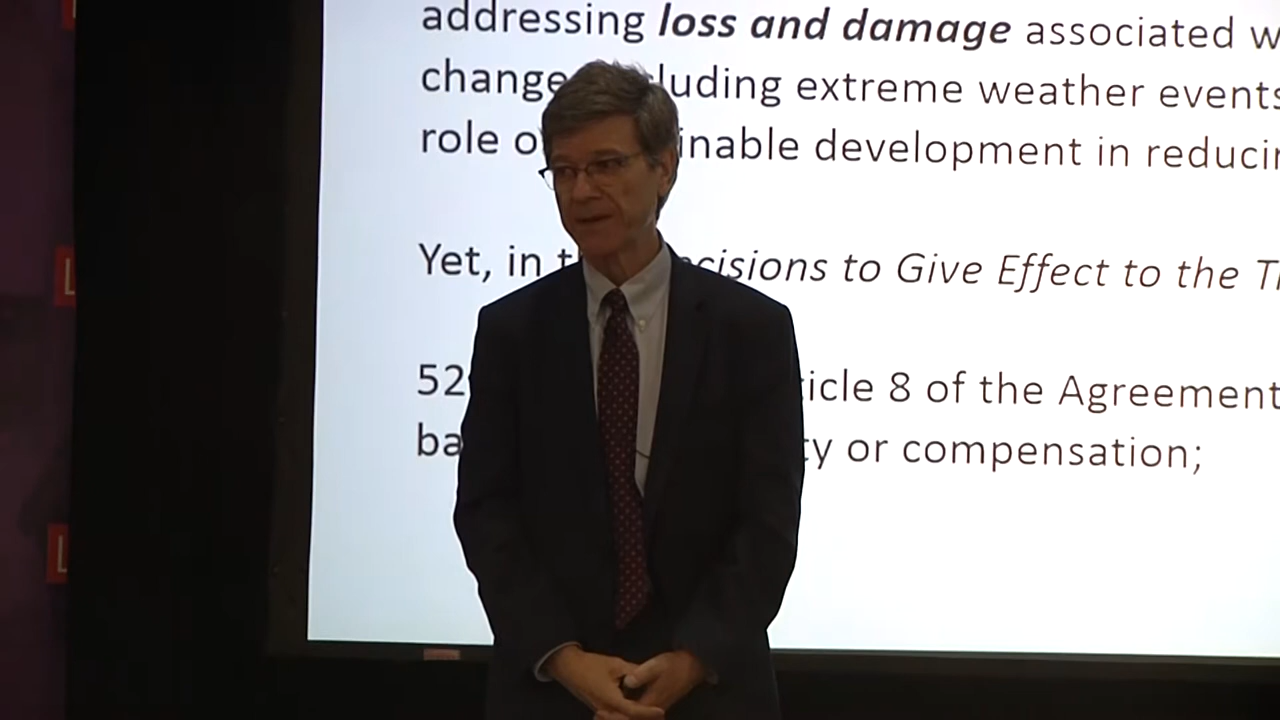 addressing loss and damage associated w
change luding extreme weather events
role o inable development in reducin
Yet, in t cisions to Give Effect to the T
52 icle 8 of the Agreement
ba ty or compensation;
L
L